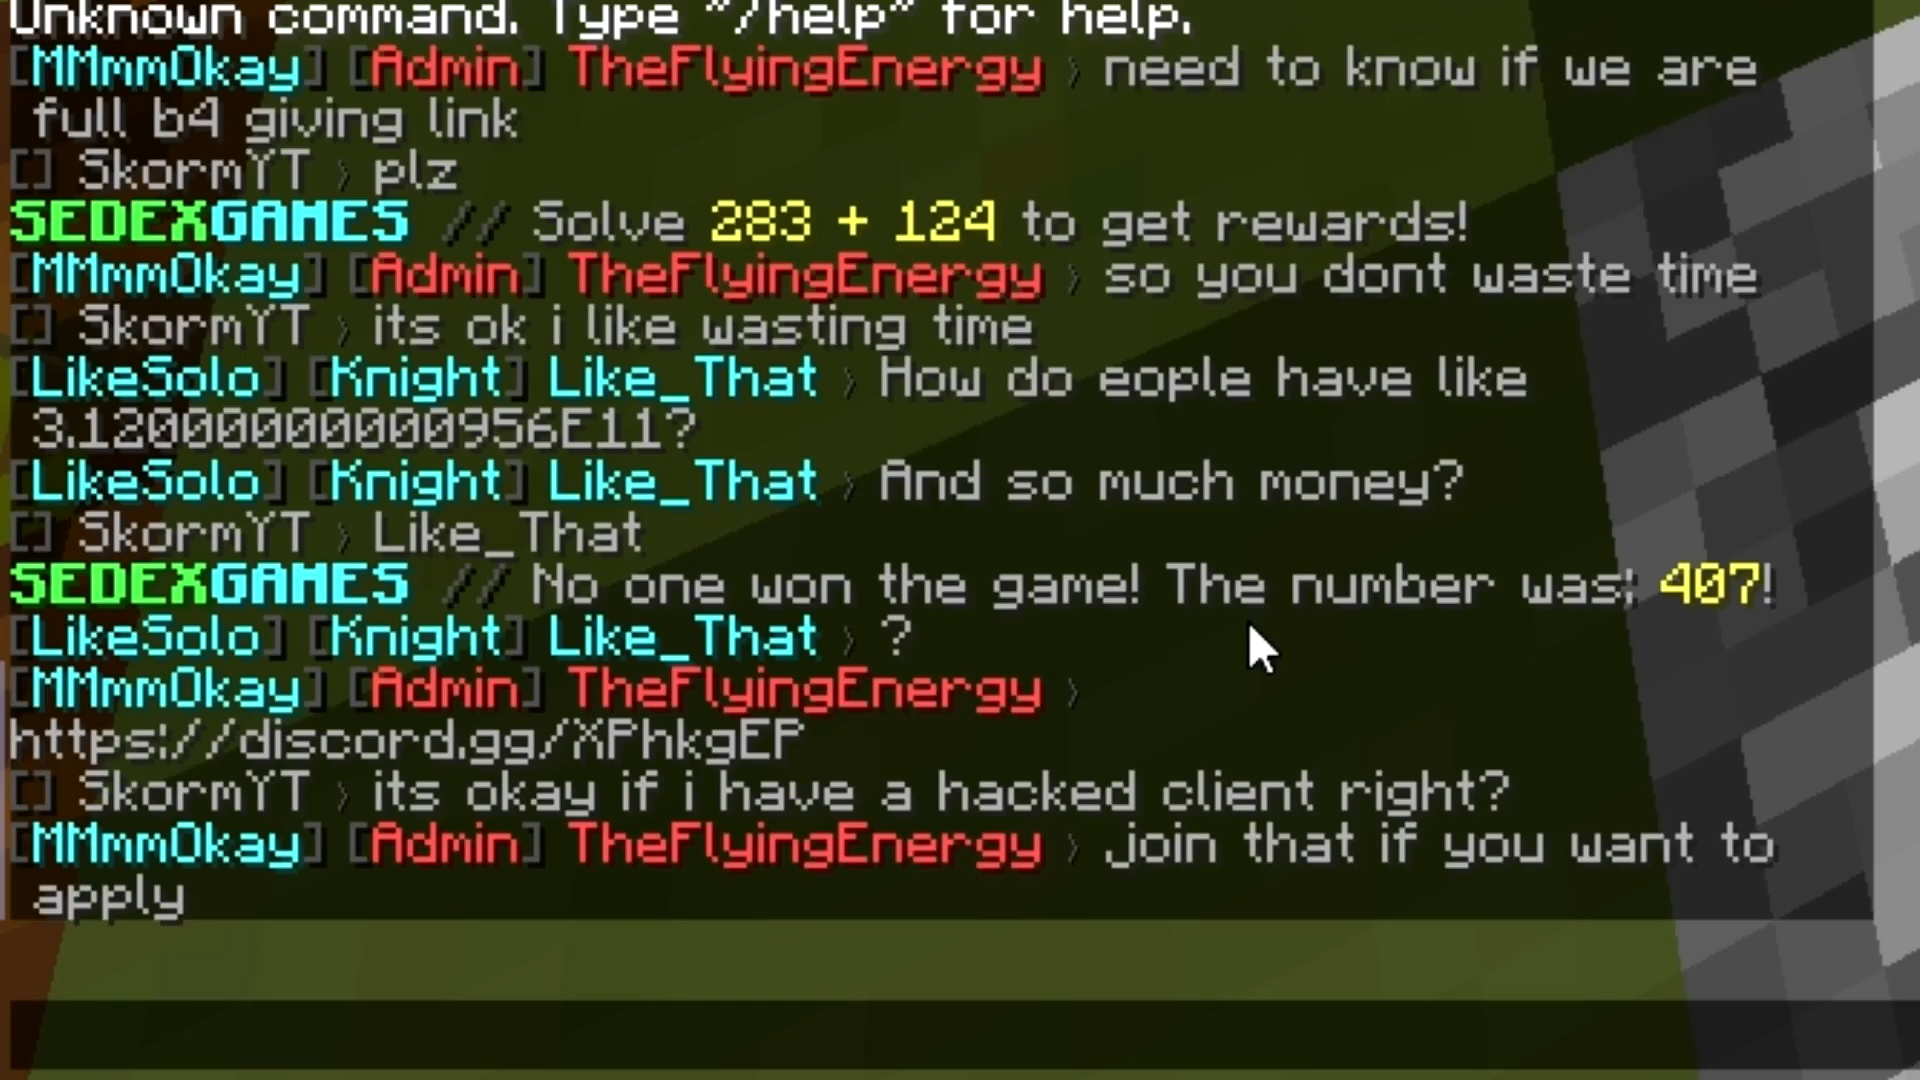 Unknown command. Type "/help" for help.
[MMmmOkay] [Admin] TheFlyingEnergy › need to know if we are
full b4 giving link
[] SkormYT › plz
SEDEXGAMES // Solve 283 + 124 to get rewards!
[MMmmOkay] [Admin] TheFlyingEnergy › so you dont waste time
[] SkormYT › its ok i like wasting time
[LikeSolo] [Knight] Like_That › How do eople have like
3.12000000000956E11?
[LikeSolo] [Knight] Like_That › And so much money?
[] SkormYT › Like_That
SEDEXGAMES // No one won the game! The number was: 407!
[LikeSolo] [Knight] Like_That › ?
[MMmmOkay] [Admin] TheFlyingEnergy ›
https://discord.gg/XPhkgEP
[] SkormYT › its okay if i have a hacked client right?
[MMmmOkay] [Admin] TheFlyingEnergy › join that if you want to
apply